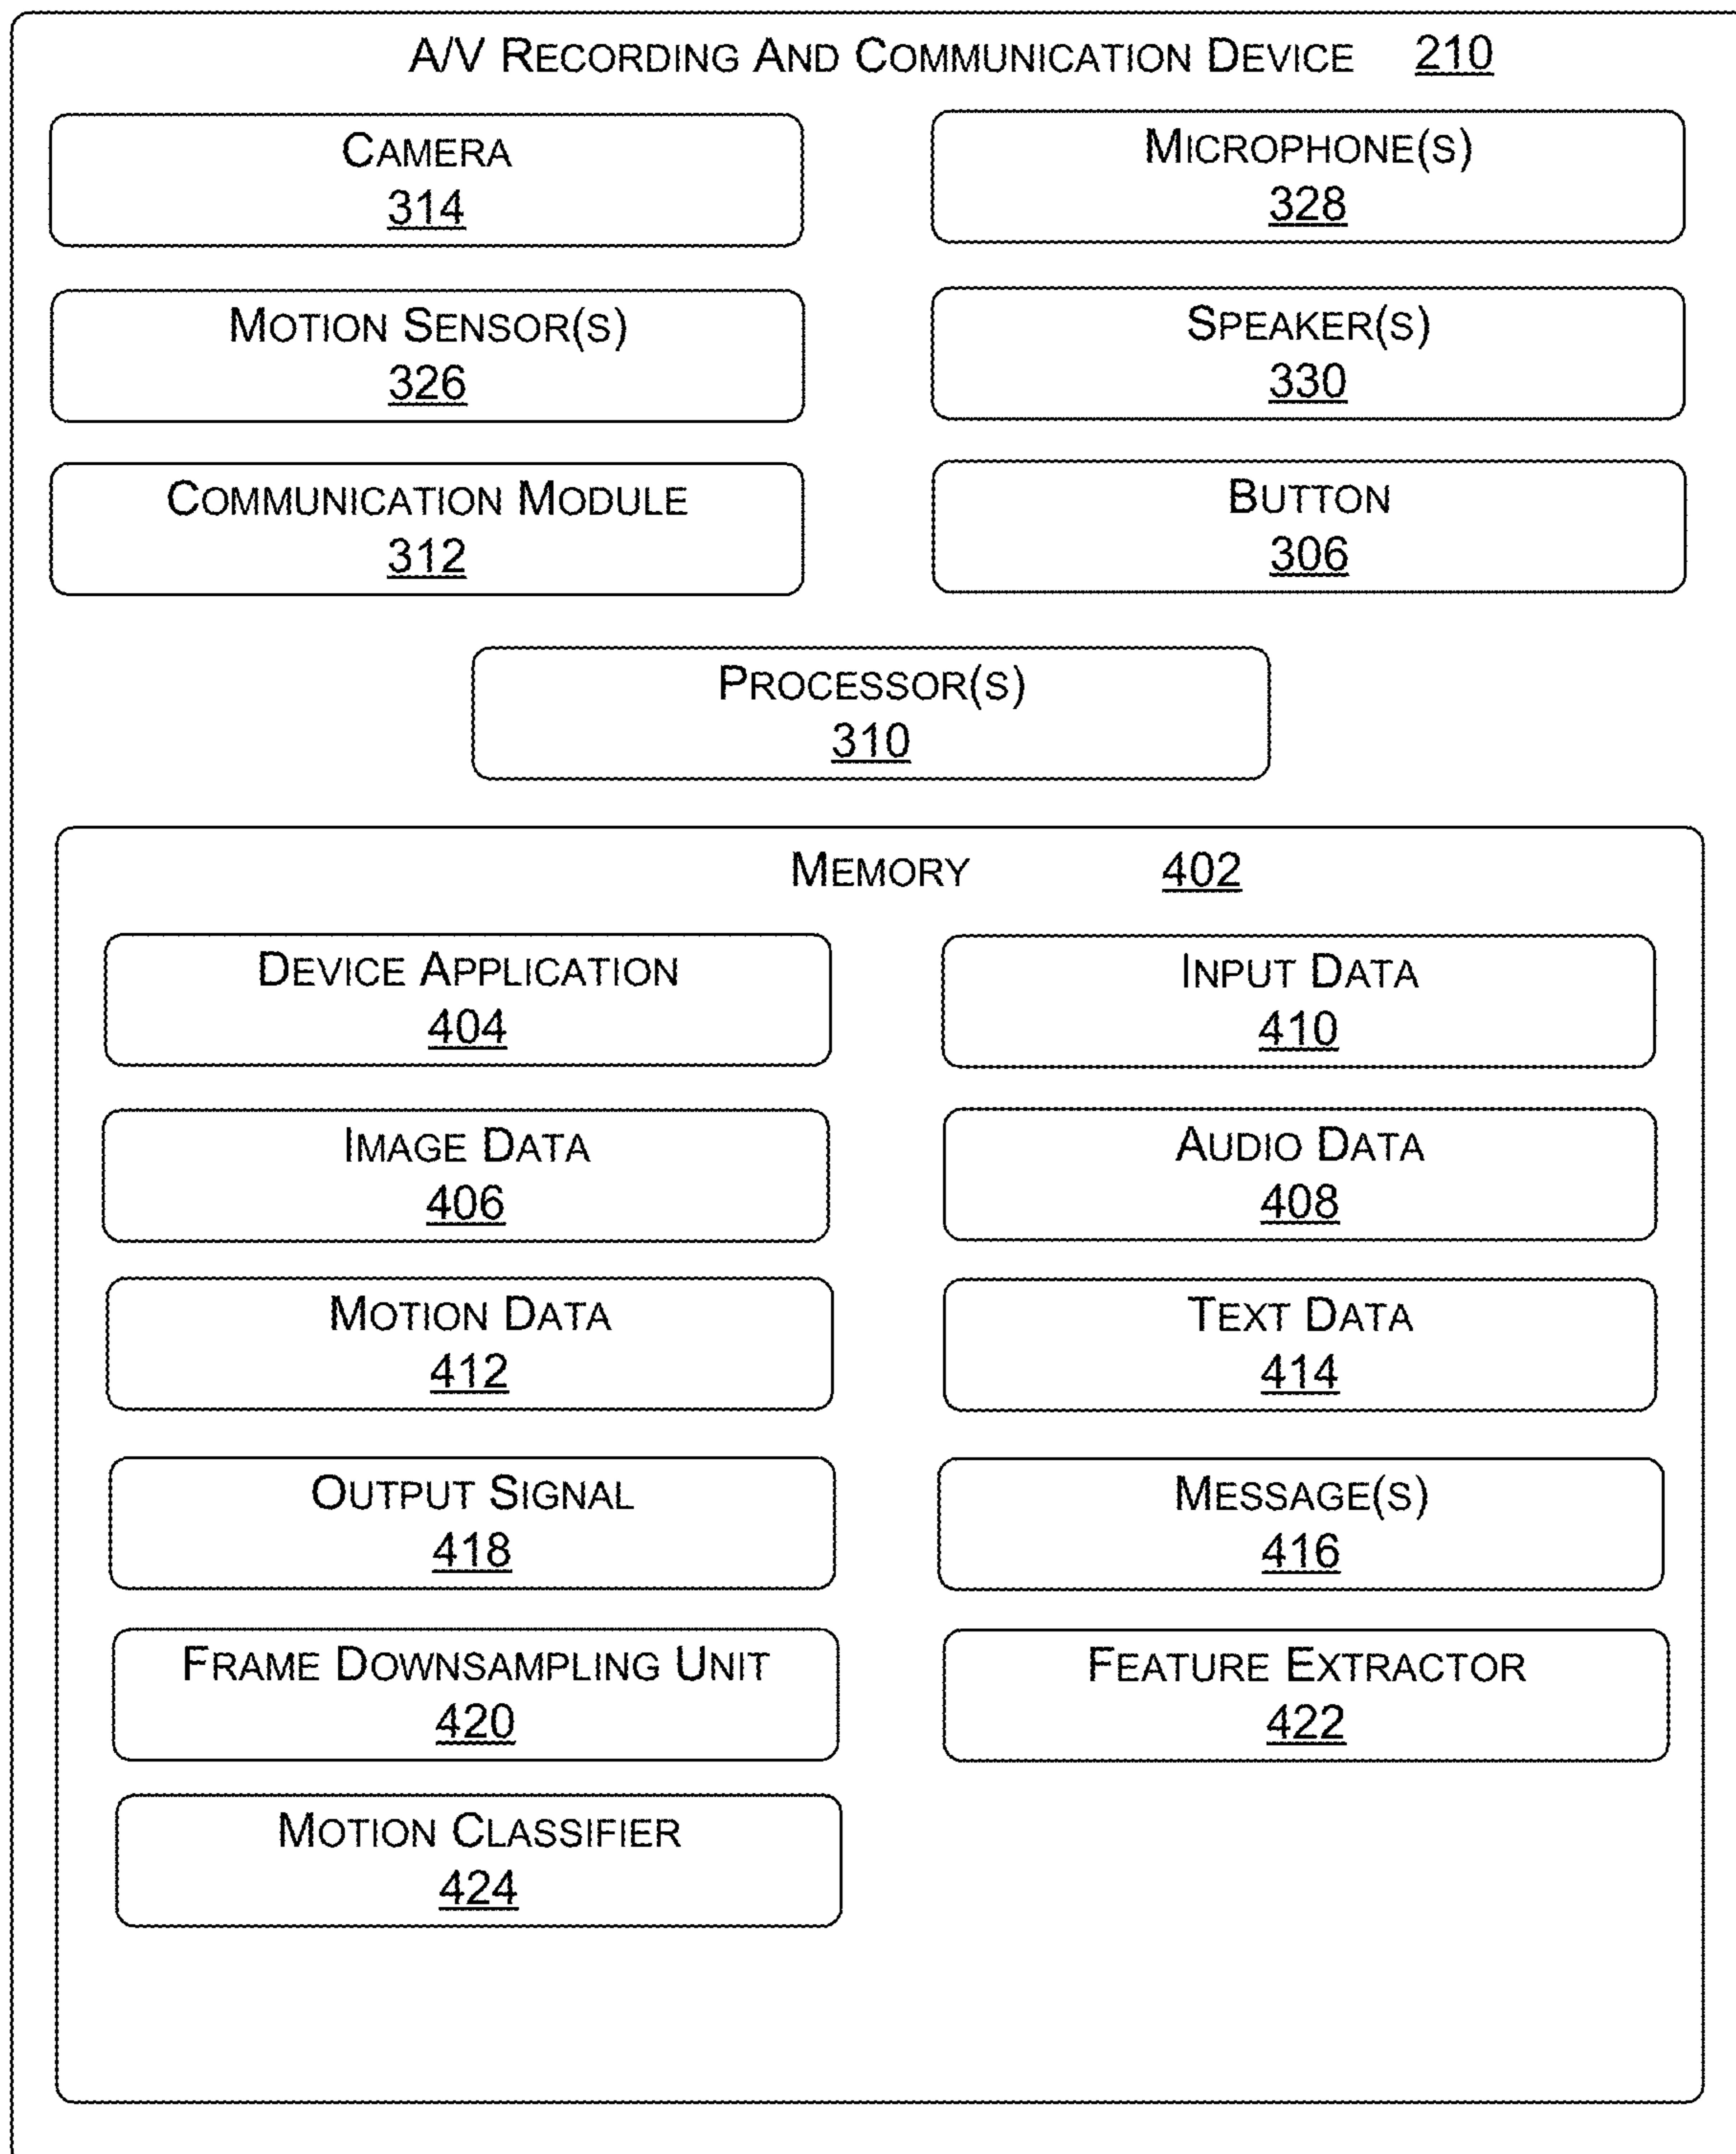 A/V RECORDING AND COMMUNICATION DEVICE 210
CAMERA
314
MICROPHONE(S)
328
MOTION SENSOR(S)
326
SPEAKER(S)
330
COMMUNICATION MODULE
312
BUTTON
306
PROCESSOR(S)
310
MEMORY 402
DEVICE APPLICATION
404
INPUT DATA
410
IMAGE DATA
406
AUDIO DATA
408
MOTION DATA
412
TEXT DATA
414
OUTPUT SIGNAL
418
MESSAGE(S)
416
FRAME DOWNSAMPLING UNIT
420
FEATURE EXTRACTOR
422
MOTION CLASSIFIER
424